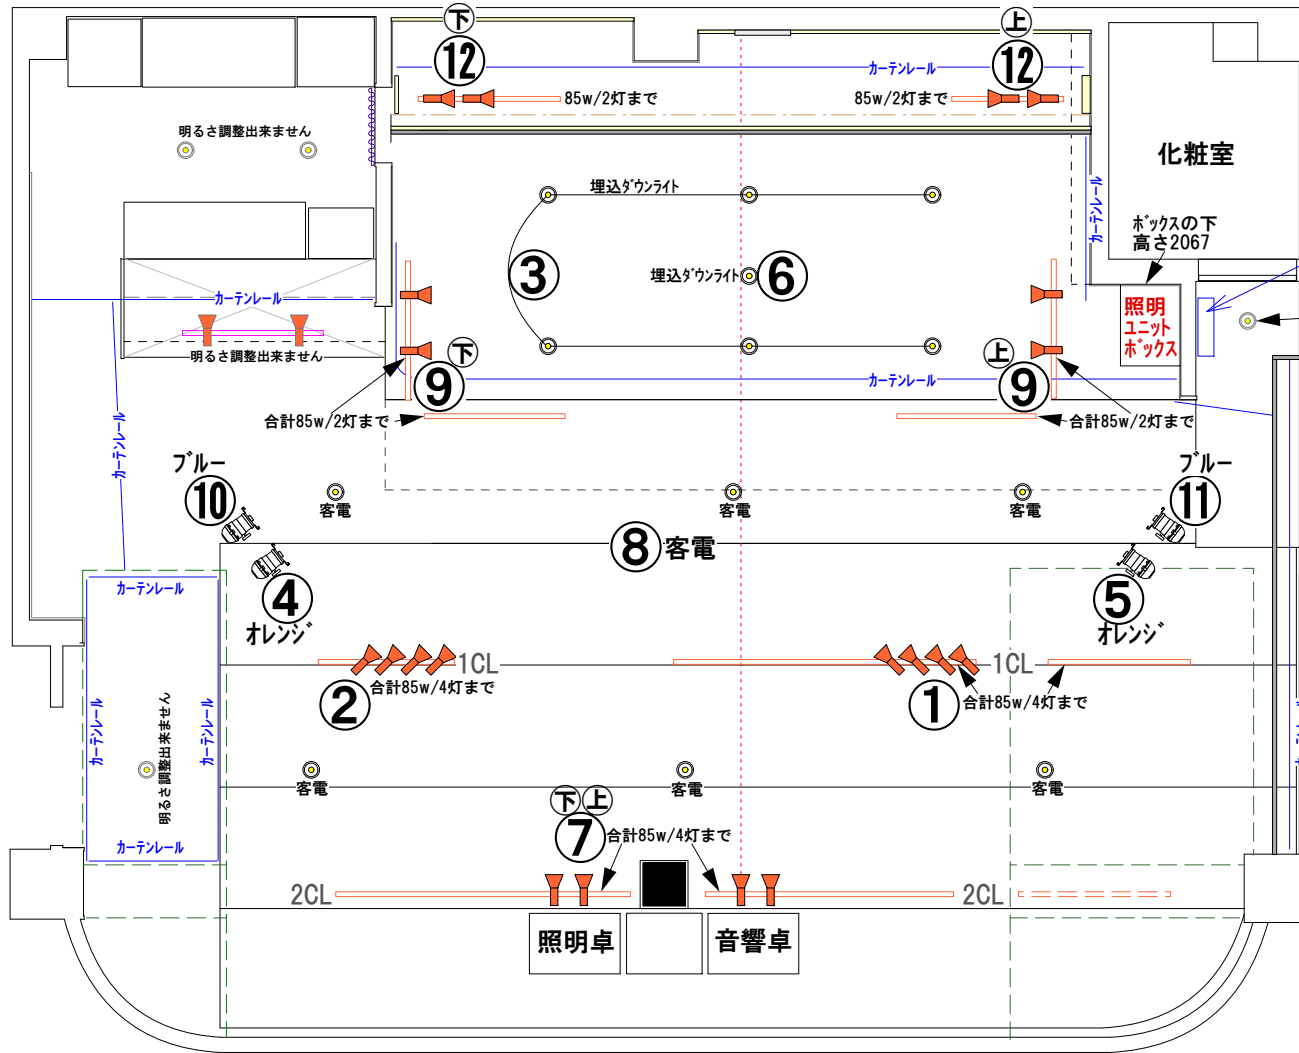 下
上
⑫
⑫
カーテンレール
85w/2灯まで
85w/2灯まで
明るさ調整出来ません
化粧室
埋込ダウンライト
カーテンレール
ボックスの下
高さ2067
③
埋込ダウンライト
⑥
カーテンレール
照明
ユニット
ボックス
明るさ調整出来ません
下
上
⑨
⑨
カーテンレール
合計85w/2灯まで
合計85w/2灯まで
カーテンレール
ブルー
ブルー
⑩
⑪
客電
客電
客電
⑧客電
カーテンレール
④
⑤
オレンジ
オレンジ
1CL
1CL
②
合計85w/4灯まで
①
合計85w/4灯まで
カーテンレール
明るさ調整出来ません
カーテンレール
カーテンレール
客電
客電
客電
下
上
⑦
合計85w/4灯まで
カーテンレール
2CL
2CL
照明卓
音響卓